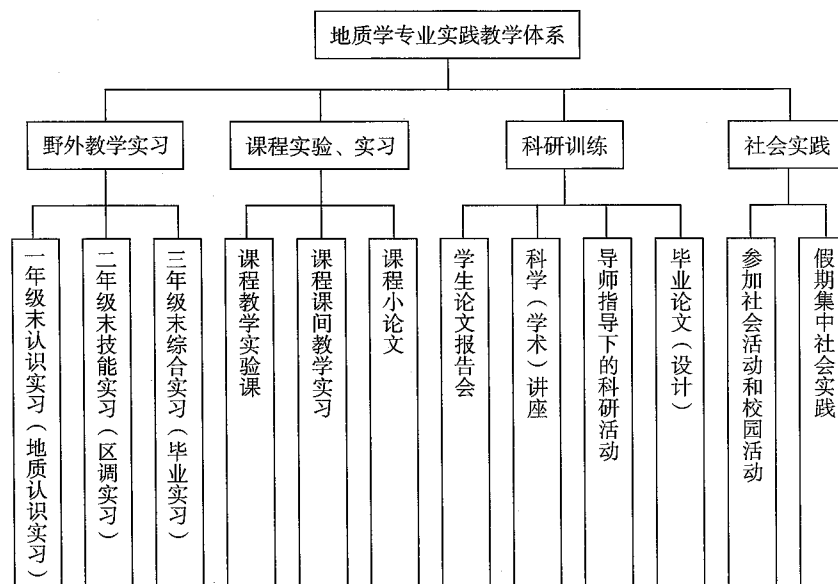 地质学专业实践教学体系
野外教学实习
课程实验、实习
科研训练
社会实践
一年级末认识实习(地质认识实习)
二年级末技能实习(区调实习)
三年级末综合实习(毕业实习)
课程教学实验课
课程课间教学实习
课程小论文
学生论文报告会
科学(学术)讲座
导师指导下的科研活动
毕业论文(设计)
参加社会活动和校园活动
假期集中社会实践